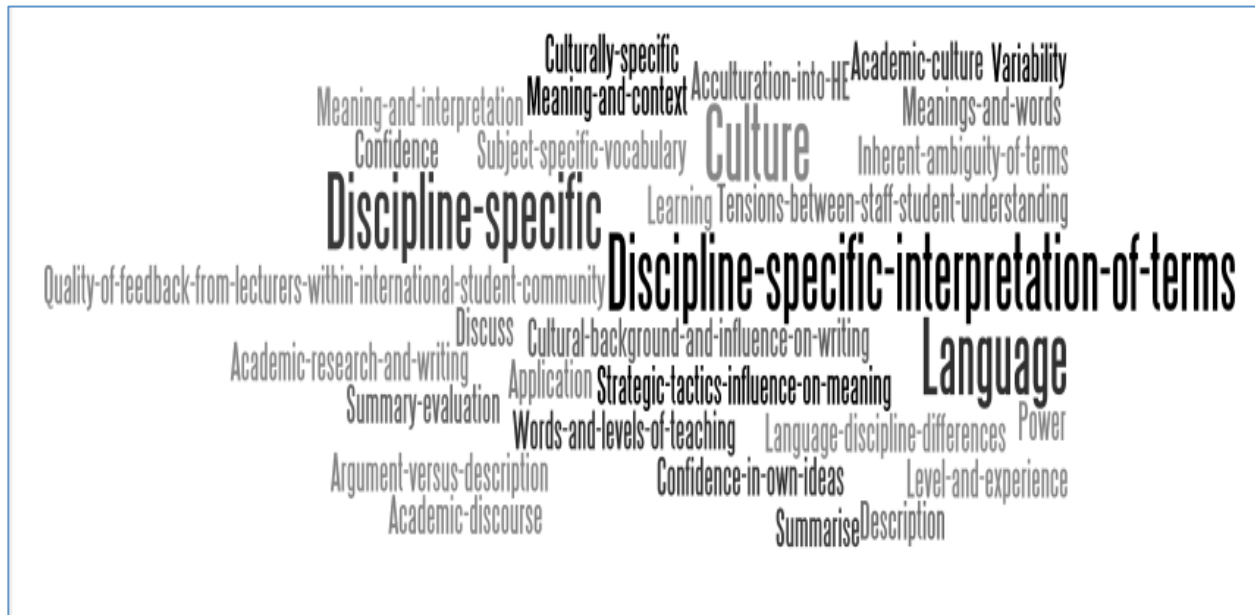 Culturally-specific
Academic-culture
Variability
Acculturation-into-HE
Meaning-and-interpretation
Meaning-and-context
Meanings-and-words
Culture
Confidence
Subject-specific-vocabulary
Inherent-ambiguity-of-terms
Discipline-specific
Learning
Tensions-between-staff-student-understanding
Discipline-specific-interpretation-of-terms
Quality-of-feedback-from-lecturers-within-international-student-community
Discuss
Cultural-background-and-influence-on-writing
Language
Academic-research-and-writing
Application
Strategic-tactics-influence-on-meaning
Summary-evaluation
Words-and-levels-of-teaching
Language-discipline-differences
Power
Argument-versus-description
Confidence-in-own-ideas
Level-and-experience
Academic-discourse
Summarise
Description